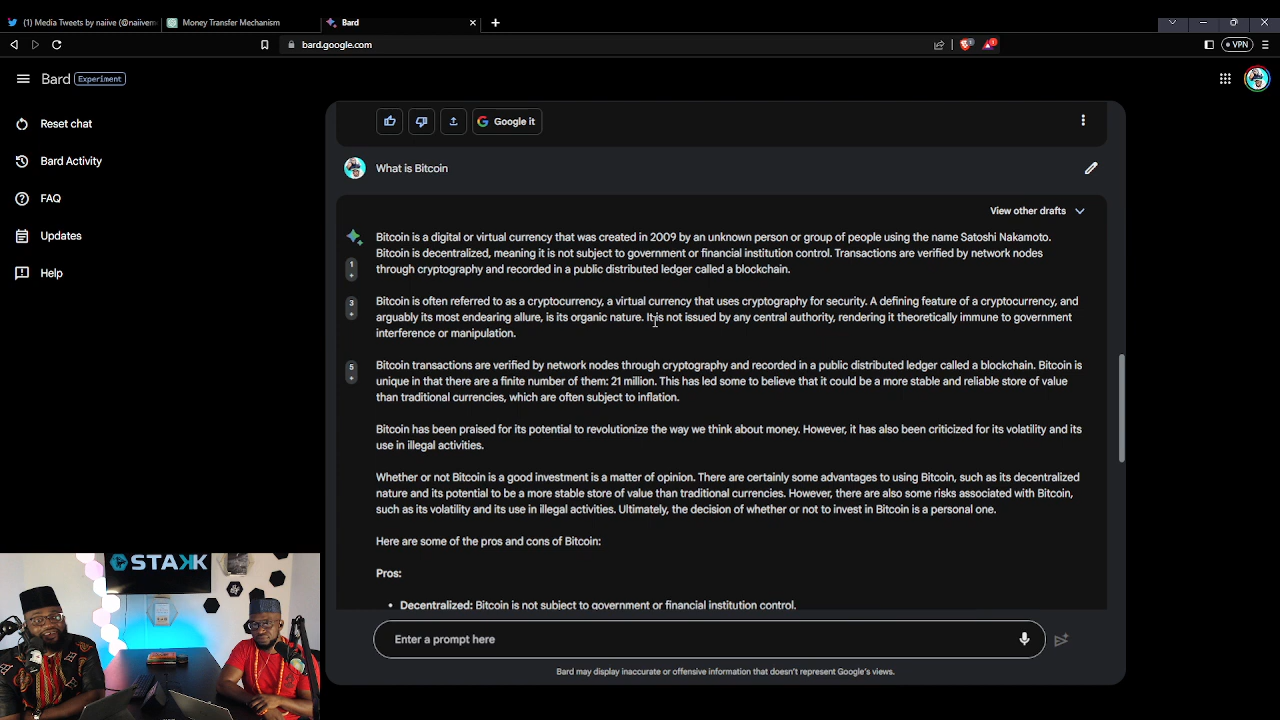 (1) Media Tweets by naiive (@naiivem
Money Transfer Mechanism
Bard
bard.google.com
VPN
Bard Experiment
Reset chat
Bard Activity
FAQ
Updates
Help
Google it
What is Bitcoin
View other drafts
Bitcoin is a digital or virtual currency that was created in 2009 by an unknown person or group of people using the name Satoshi Nakamoto.
Bitcoin is decentralized, meaning it is not subject to government or financial institution control. Transactions are verified by network nodes
1
through cryptography and recorded in a public distributed ledger called a blockchain.
3
Bitcoin is often referred to as a cryptocurrency, a virtual currency that uses cryptography for security. A defining feature of a cryptocurrency, and
arguably its most endearing allure, is its organic nature. It is not issued by any central authority, rendering it theoretically immune to government
interference or manipulation.
5
Bitcoin transactions are verified by network nodes through cryptography and recorded in a public distributed ledger called a blockchain. Bitcoin is
unique in that there are a finite number of them: 21 million. This has led some to believe that it could be a more stable and reliable store of value
than traditional currencies, which are often subject to inflation.
Bitcoin has been praised for its potential to revolutionize the way we think about money. However, it has also been criticized for its volatility and its
use in illegal activities.
Whether or not Bitcoin is a good investment is a matter of opinion. There are certainly some advantages to using Bitcoin, such as its decentralized
nature and its potential to be a more stable store of value than traditional currencies. However, there are also some risks associated with Bitcoin,
such as its volatility and its use in illegal activities. Ultimately, the decision of whether or not to invest in Bitcoin is a personal one.
Here are some of the pros and cons of Bitcoin:
Pros:
• Decentralized: Bitcoin is not subject to government or financial institution control.
Enter a prompt here
Bard may display inaccurate or offensive information that doesn't represent Google's views.
STAKK